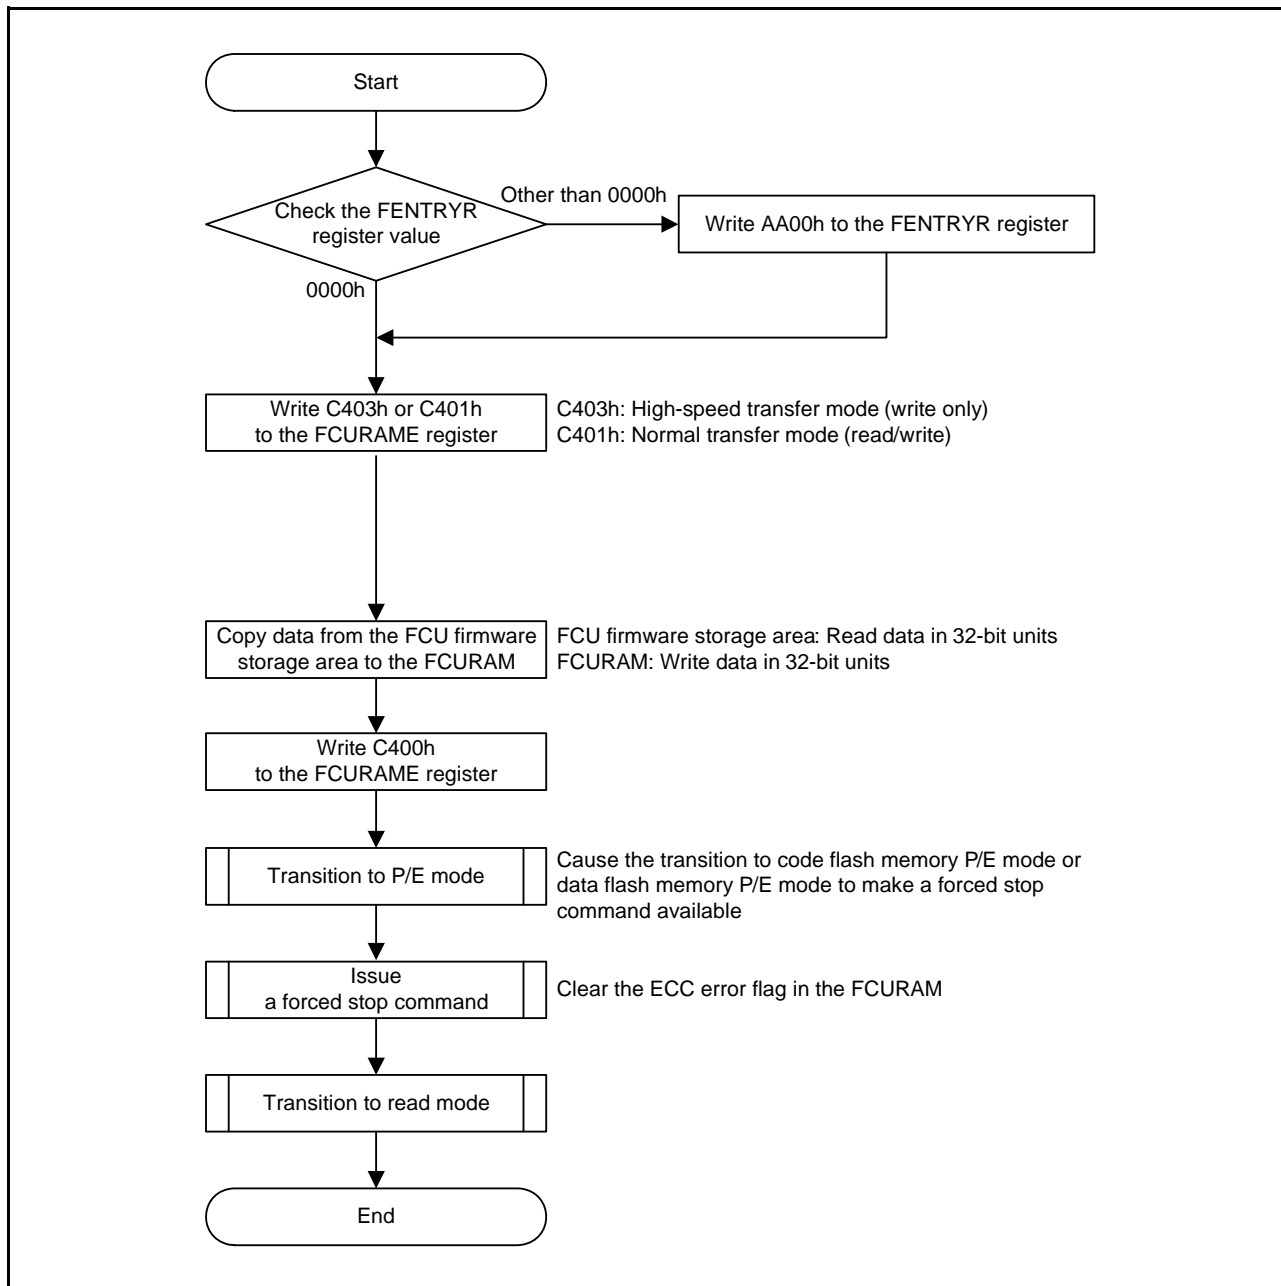 Start
Check the FENTRYR
register value
Other than 0000h
Write AA00h to the FENTRYR register
0000h
Write C403h or C401h
to the FCURAME register
C403h: High-speed transfer mode (write only)
C401h: Normal transfer mode (read/write)
Copy data from the FCU firmware
storage area to the FCURAM
FCU firmware storage area: Read data in 32-bit units
FCURAM: Write data in 32-bit units
Write C400h
to the FCURAME register
Transition to P/E mode
Cause the transition to code flash memory P/E mode or
data flash memory P/E mode to make a forced stop
command available
Issue
a forced stop command
Clear the ECC error flag in the FCURAM
Transition to read mode
End